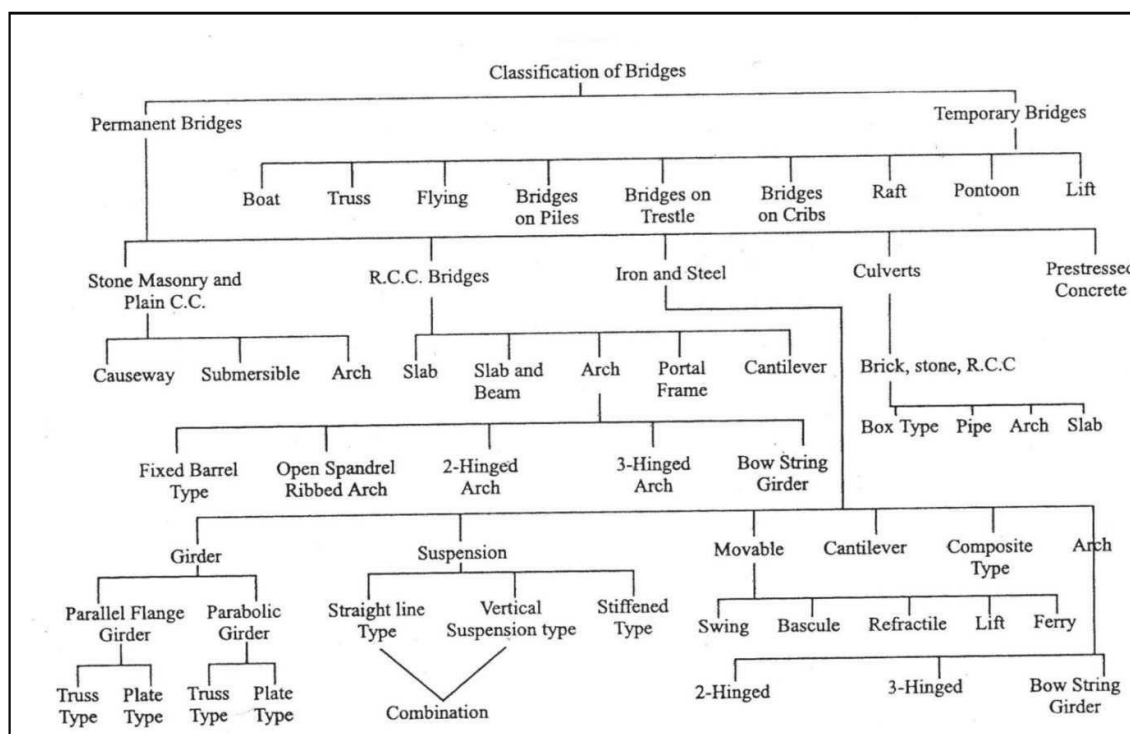 Classification of Bridges
Permanent Bridges
Temporary Bridges
Boat
Truss
Flying
Bridges
on Piles
Bridges on
Trestle
Bridges
on Cribs
Raft
Pontoon
Lift
Stone Masonry and
Plain C.C.
R.C.C. Bridges
Iron and Steel
Culverts
Prestressed
Concrete
Causeway
Submersible
Arch
Slab
Slab and
Beam
Arch
Portal
Frame
Cantilever
Brick, stone, R.C.C
Box Type
Pipe
Arch
Slab
Fixed Barrel
Type
Open Spandrel
Ribbed Arch
2-Hinged
Arch
3-Hinged
Arch
Bow String
Girder
Girder
Suspension
Movable
Cantilever
Composite
Type
Arch
Parallel Flange
Girder
Parabolic
Girder
Straight line
Type
Vertical
Suspension type
Stiffened
Type
Swing
Bascule
Refractile
Lift
Ferry
Truss
Type
Plate
Type
Truss
Type
Plate
Type
Combination
2-Hinged
3-Hinged
Bow String
Girder